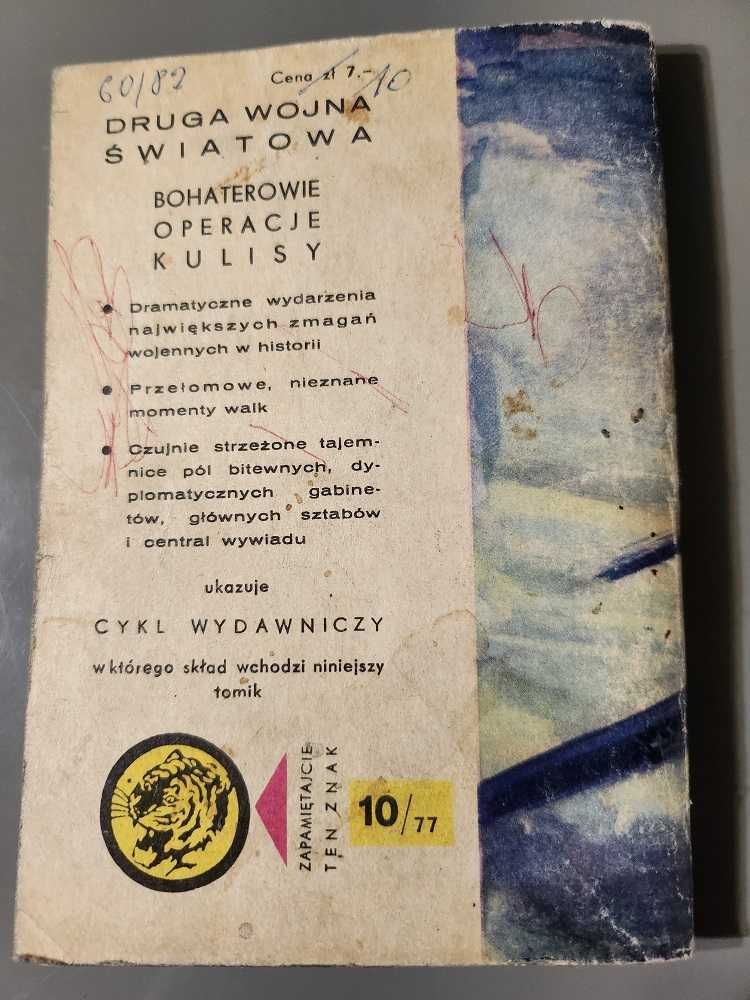 60/82
Cena zł 7.- 10
DRUGA WOJNA
ŚWIATOWA
BOHATEROWIE
OPERACJE
KULISY
• Dramatyczne wydarzenia
największych zmagań
wojennych w historii
• Przełomowe, nieznane
momenty walk
• Czujnie strzeżone tajem-
nice pól bitewnych, dy-
plomatycznych gabine-
tów, głównych sztabów
i central wywiadu
ukazuje
CYKL WYDAWNICZY
w którego skład wchodzi niniejszy
tomik
ZAPAMIĘTAJCIE
TEN ZNAK
10/77